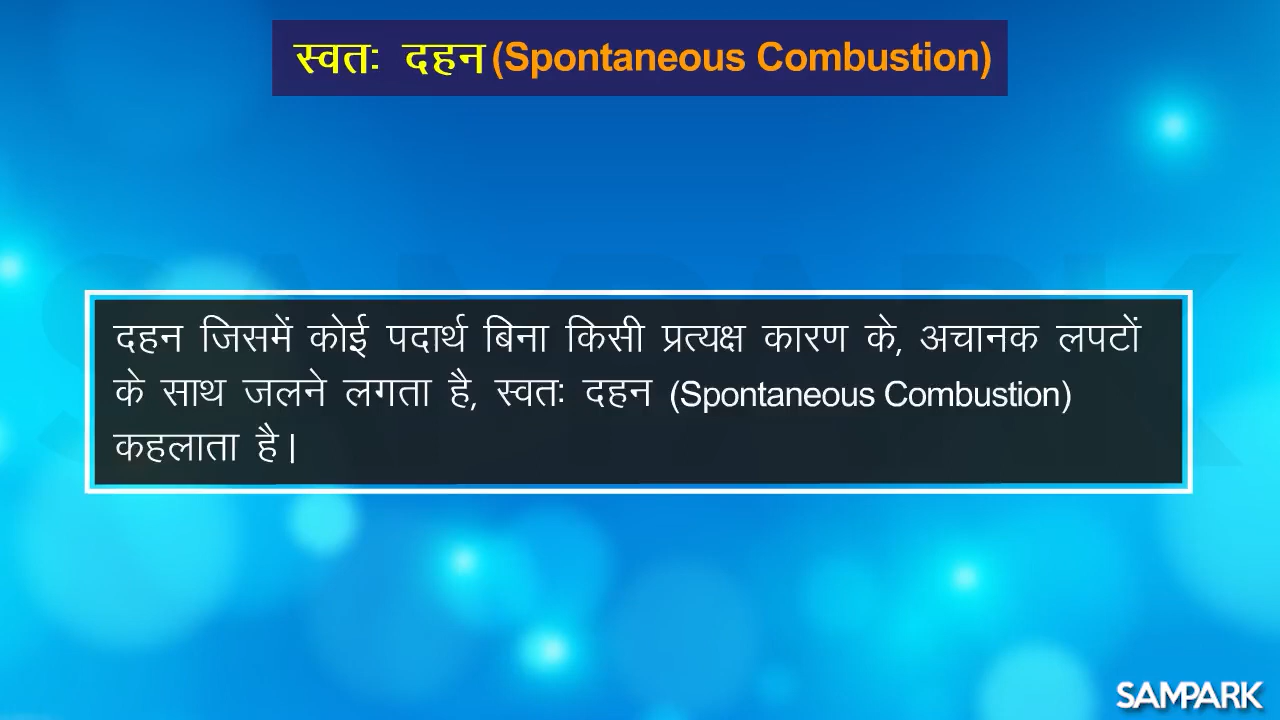 स्वतः दहन (Spontaneous Combustion)
दहन जिसमें कोई पदार्थ बिना किसी प्रत्यक्ष कारण के, अचानक लपटों
के साथ जलने लगता है, स्वतः दहन (Spontaneous Combustion)
कहलाता है।
SAMPARK